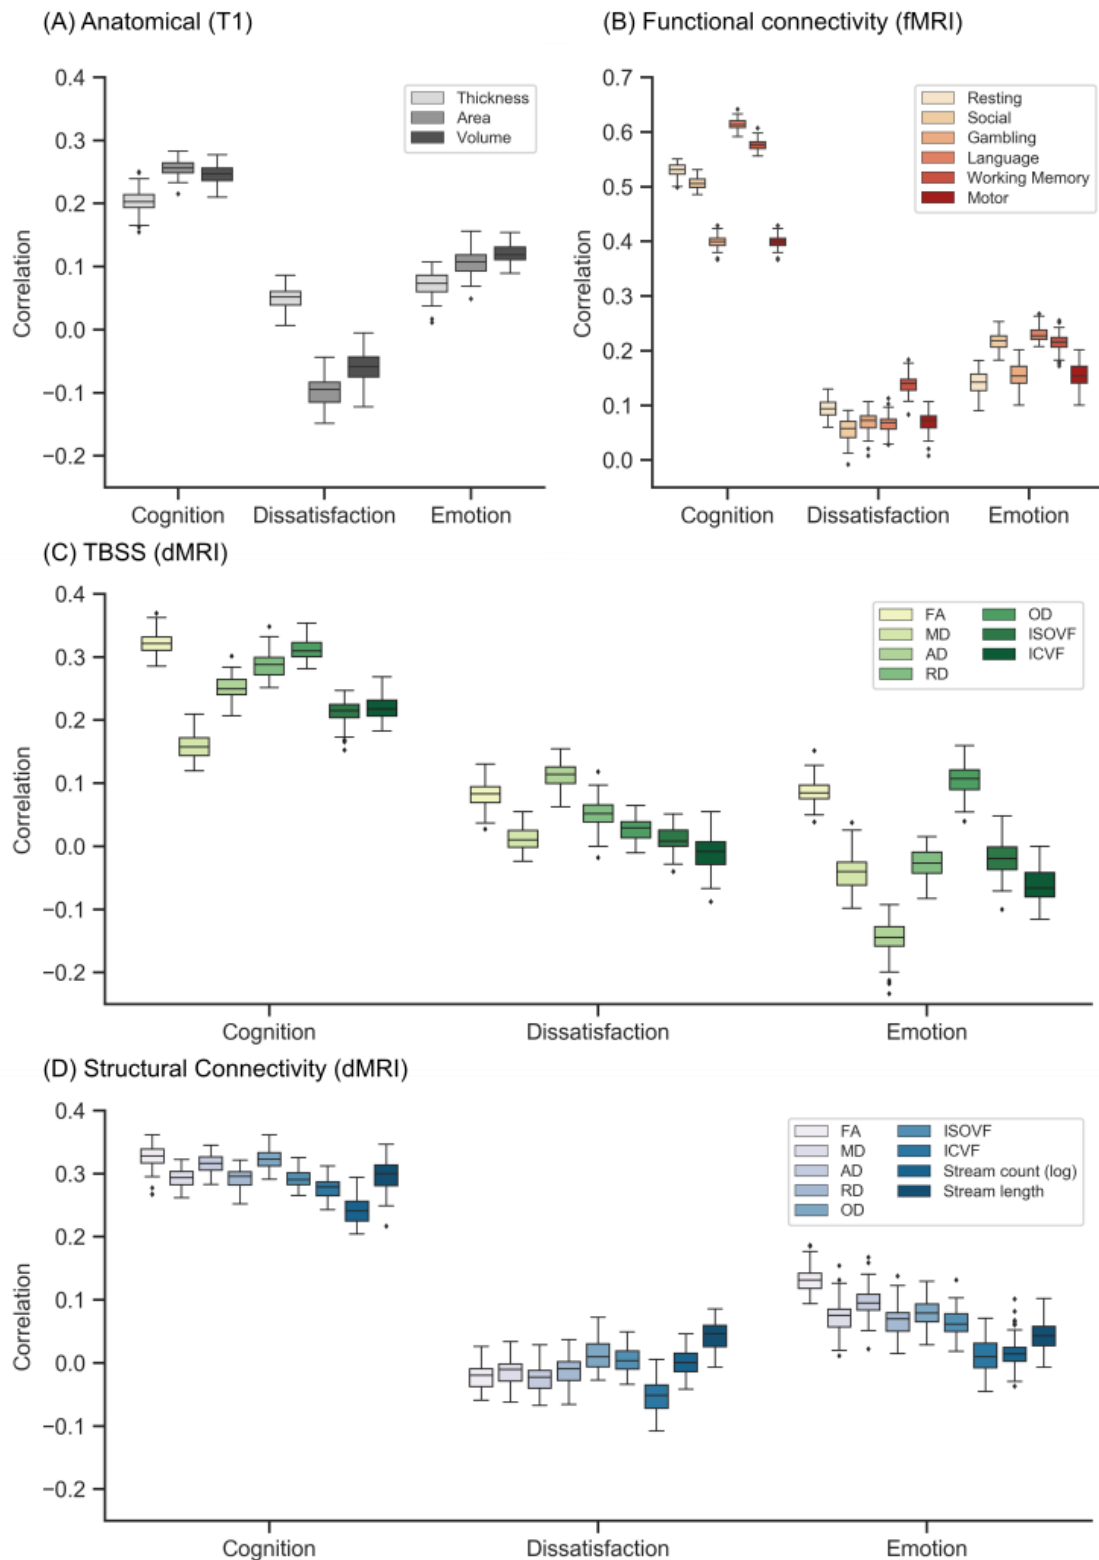 (A) Anatomical (T1)
0.4
0.3
0.2
0.1
0.0
−0.1
−0.2
Correlation
Thickness
Area
Volume
Cognition
Dissatisfaction
Emotion
(B) Functional connectivity (fMRI)
0.7
0.6
0.5
0.4
0.3
0.2
0.1
0.0
Correlation
Resting
Social
Gambling
Language
Working Memory
Motor
Cognition
Dissatisfaction
Emotion
(C) TBSS (dMRI)
0.4
0.3
0.2
0.1
0.0
−0.1
−0.2
Correlation
FA
MD
AD
RD
OD
ISOVF
ICVF
Cognition
Dissatisfaction
Emotion
(D) Structural Connectivity (dMRI)
0.4
0.3
0.2
0.1
0.0
−0.1
−0.2
Correlation
FA
MD
AD
RD
OD
ISOVF
ICVF
Stream count (log)
Stream length
Cognition
Dissatisfaction
Emotion